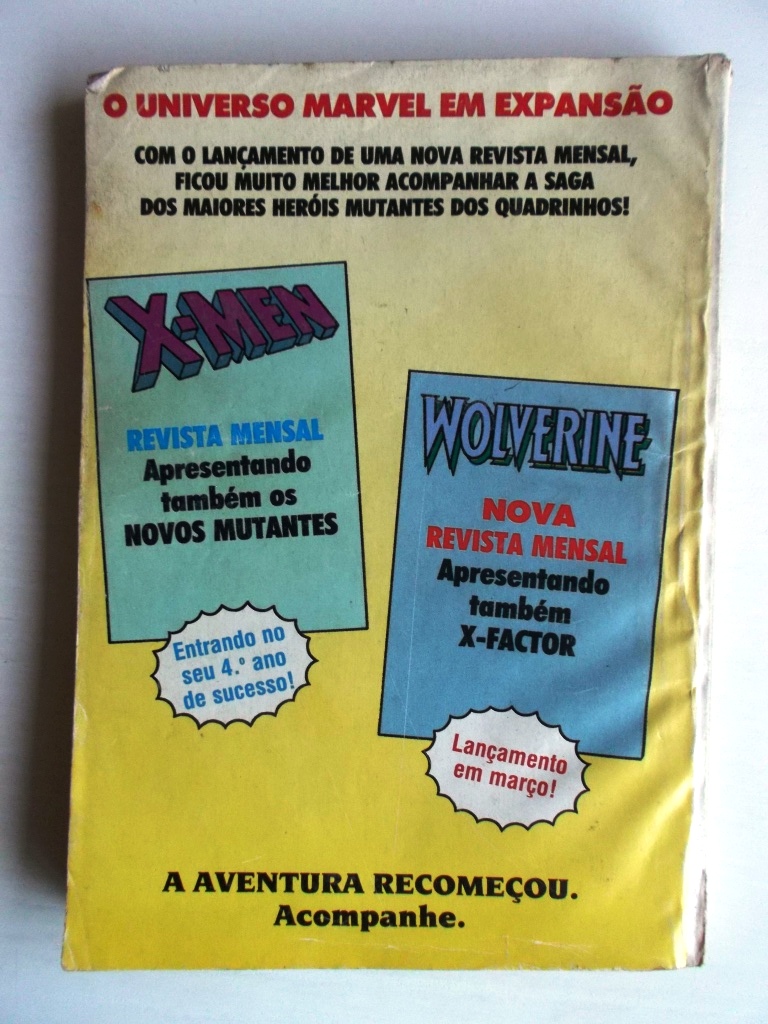 O UNIVERSO MARVEL EM EXPANSÃO
COM O LANÇAMENTO DE UMA NOVA REVISTA MENSAL,
FICOU MUITO MELHOR ACOMPANHAR A SAGA
DOS MAIORES HERÓIS MUTANTES DOS QUADRINHOS!
X-MEN
REVISTA MENSAL
Apresentando
também os
NOVOS MUTANTES
Entrando no
seu 4.º ano
de sucesso!
WOLVERINE
NOVA
REVISTA MENSAL
Apresentando
também
X-FACTOR
Lançamento
em março!
A AVENTURA RECOMEÇOU.
Acompanhe.